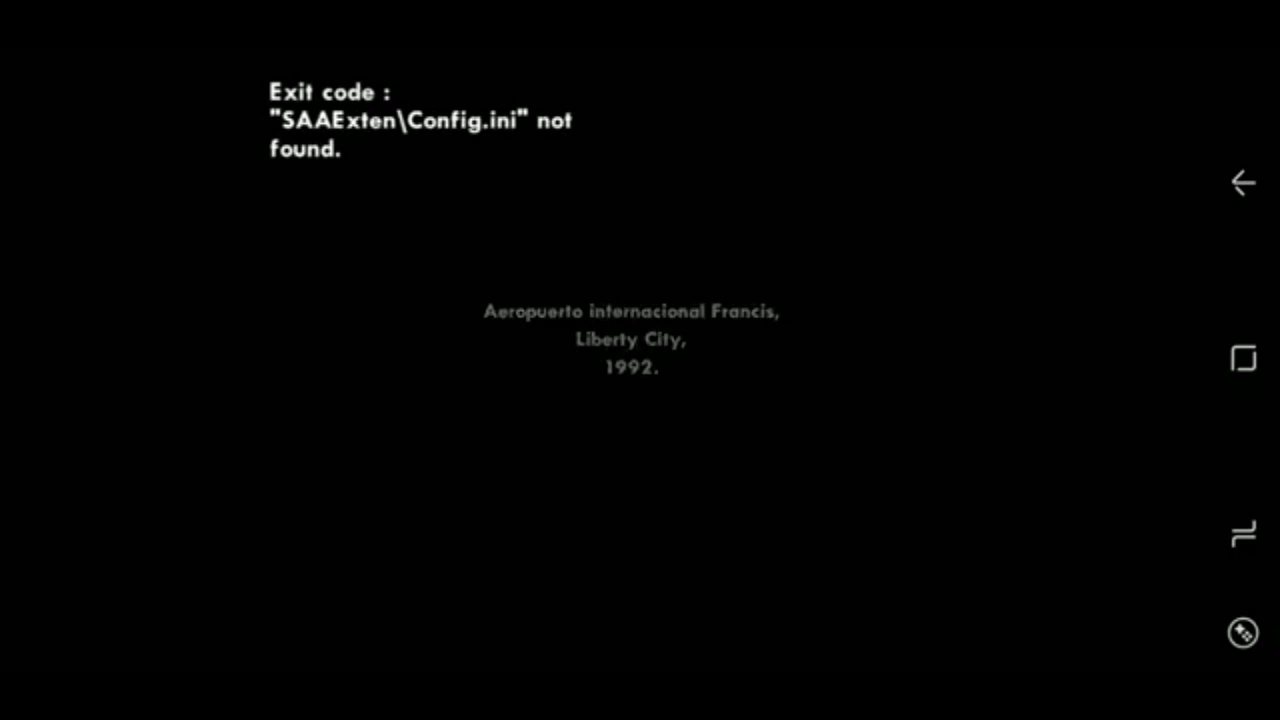 Exit code :
"SAAExten\Config.ini" not
found.
Aeropuerto internacional Francis,
Liberty City,
1992.